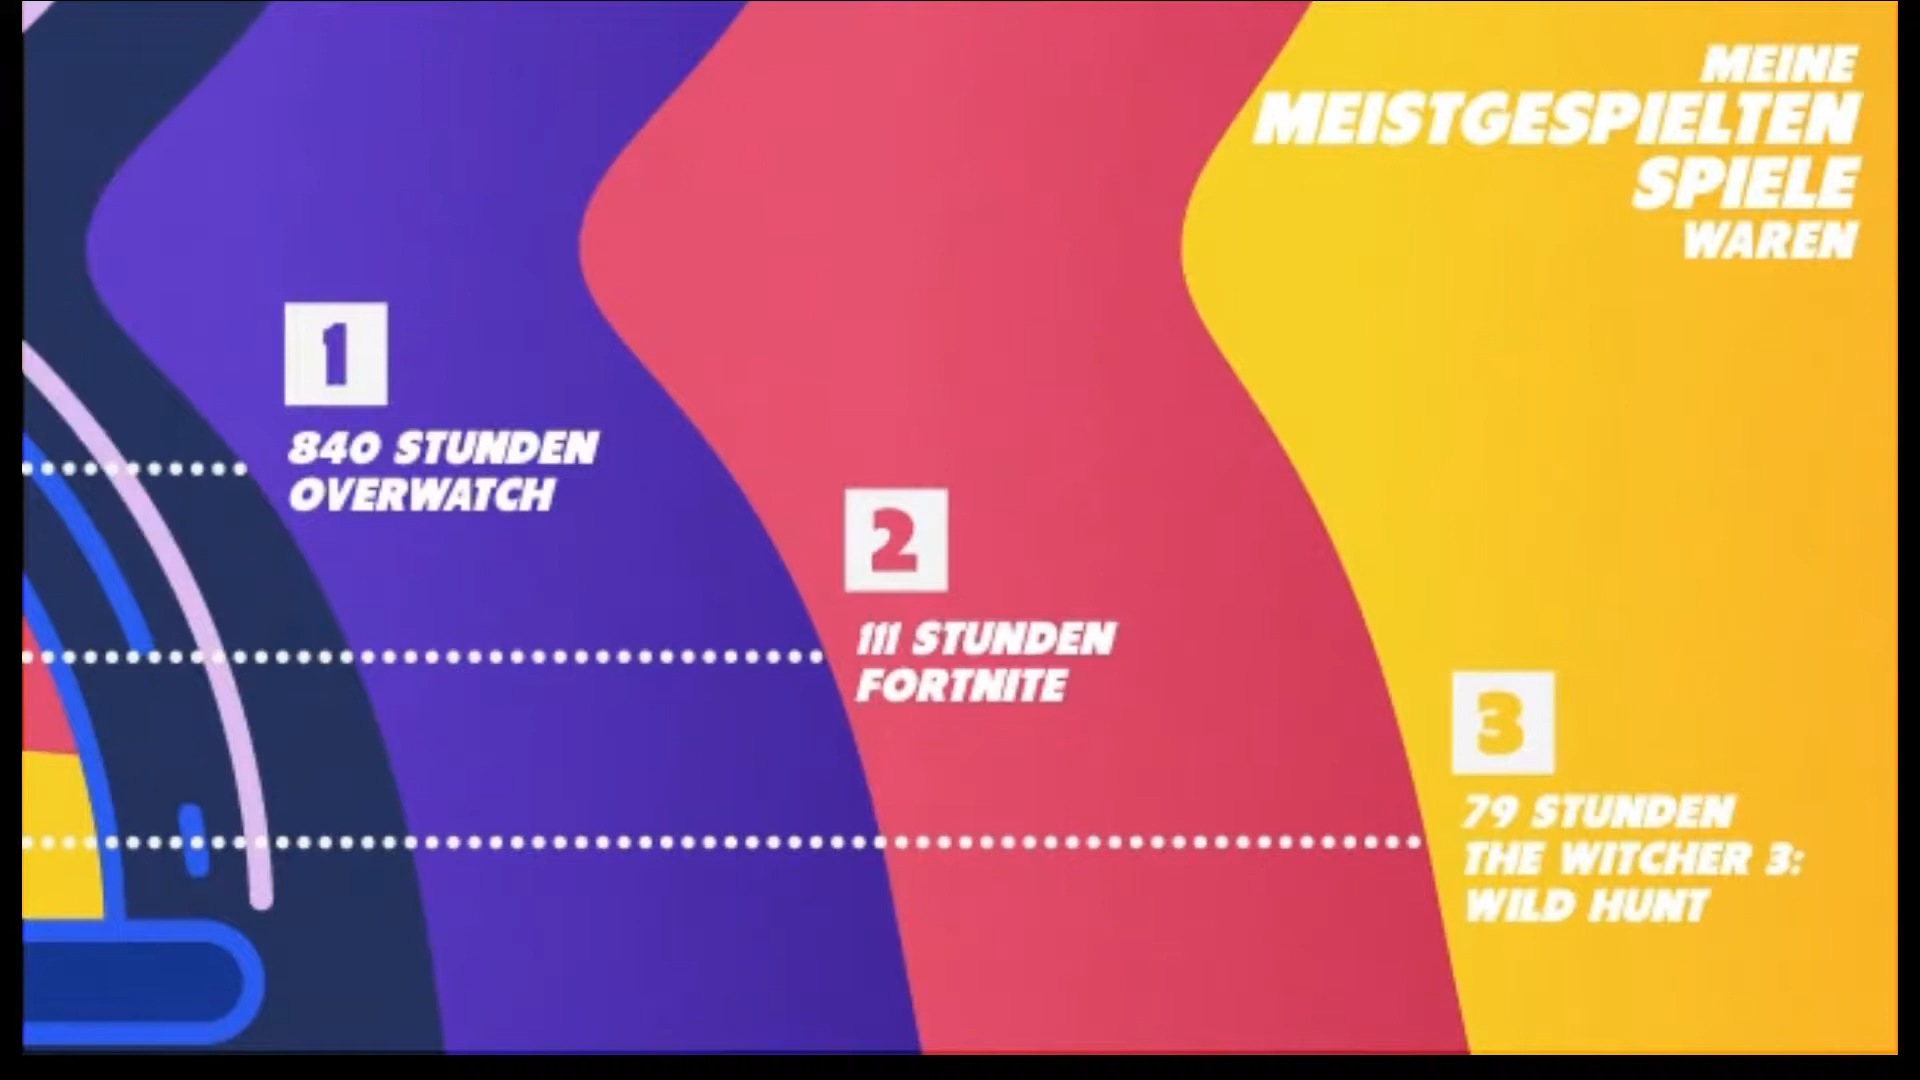 MEINE
MEISTGESPIELTEN
SPIELE
WAREN
1
840 STUNDEN
OVERWATCH
2
111 STUNDEN
FORTNITE
3
79 STUNDEN
THE WITCHER 3:
WILD HUNT